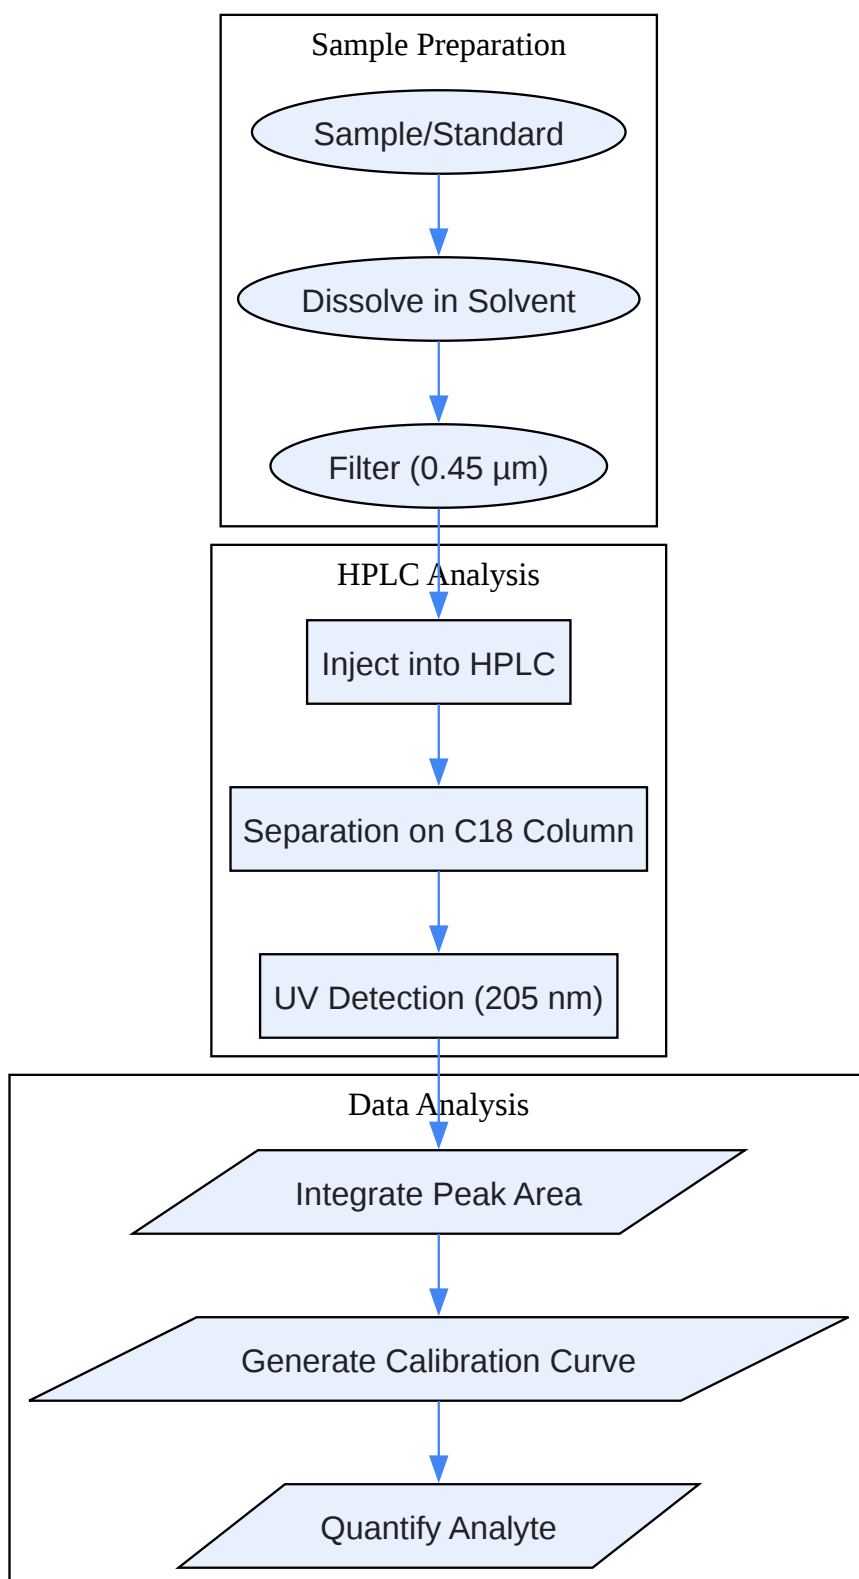 Sample Preparation
Sample/Standard
Dissolve in Solvent
Filter (0.45 µm)
HPLC Analysis
Inject into HPLC
Separation on C18 Column
UV Detection (205 nm)
Data Analysis
Integrate Peak Area
Generate Calibration Curve
Quantify Analyte